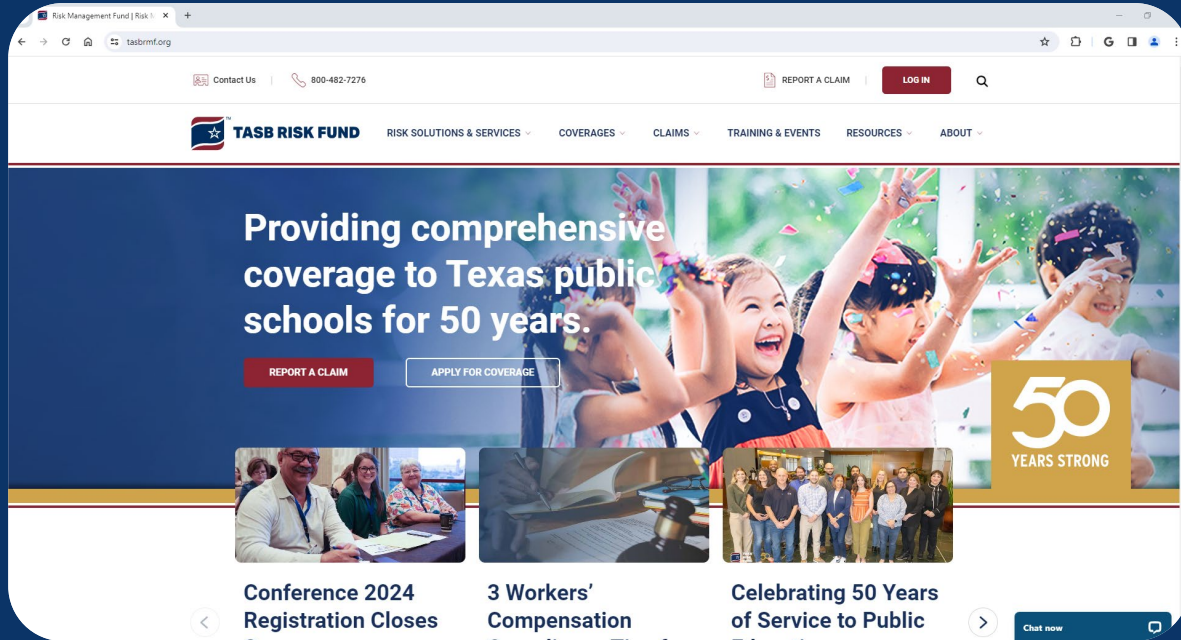 Risk Management Fund | Risk
tasbrmf.org
Contact Us
800-482-7276
REPORT A CLAIM
LOG IN
TASB RISK FUND
RISK SOLUTIONS & SERVICES
COVERAGES
CLAIMS
TRAINING & EVENTS
RESOURCES
ABOUT
Providing comprehensive
coverage to Texas public
schools for 50 years.
REPORT A CLAIM
APPLY FOR COVERAGE
50
YEARS STRONG
Conference 2024
Registration Closes
3 Workers’
Compensation
Celebrating 50 Years
of Service to Public
Chat now